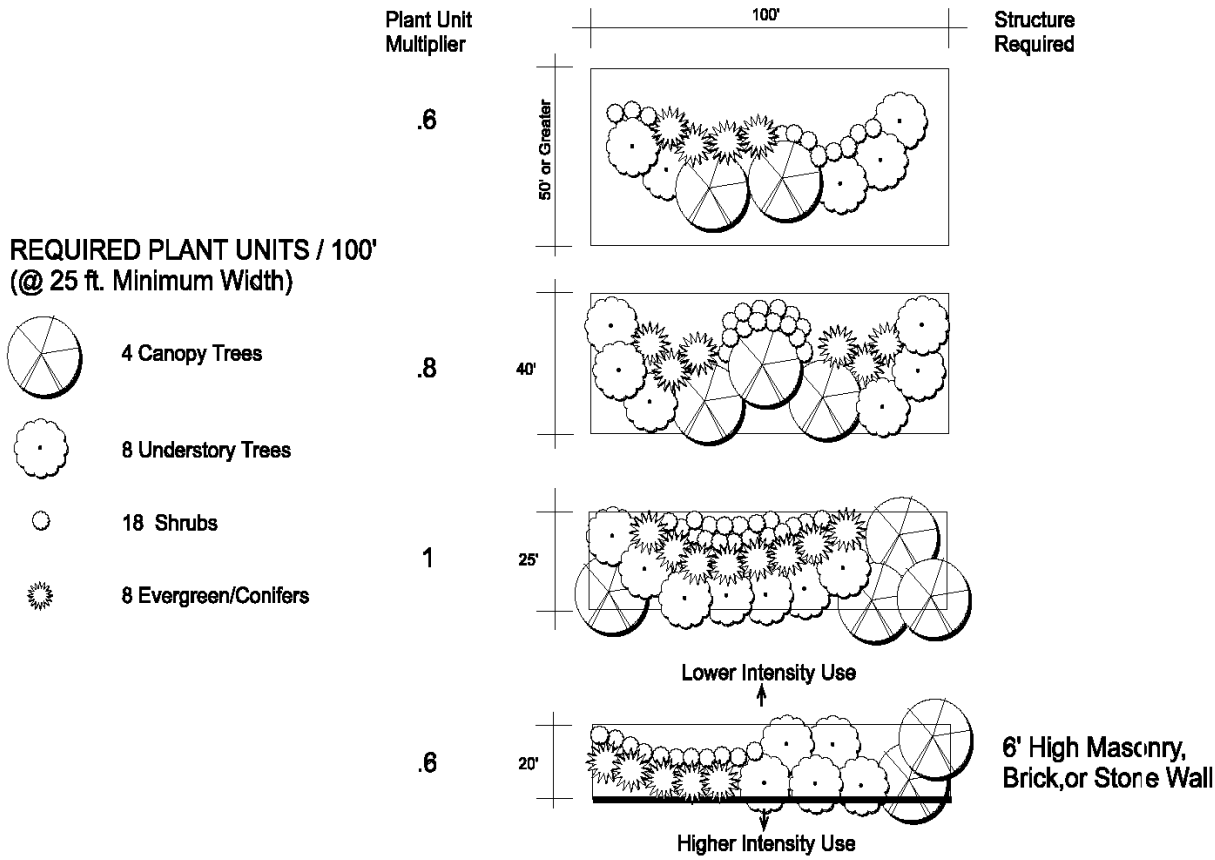 Plant Unit
Multiplier
100'
Structure
Required
.6
50' or Greater
REQUIRED PLANT UNITS / 100'
(@ 25 ft. Minimum Width)
4 Canopy Trees
.8
40'
8 Understory Trees
18 Shrubs
1
25'
8 Evergreen/Conifers
Lower Intensity Use
.6
20'
6' High Masonry,
Brick,or Stone Wall
Higher Intensity Use